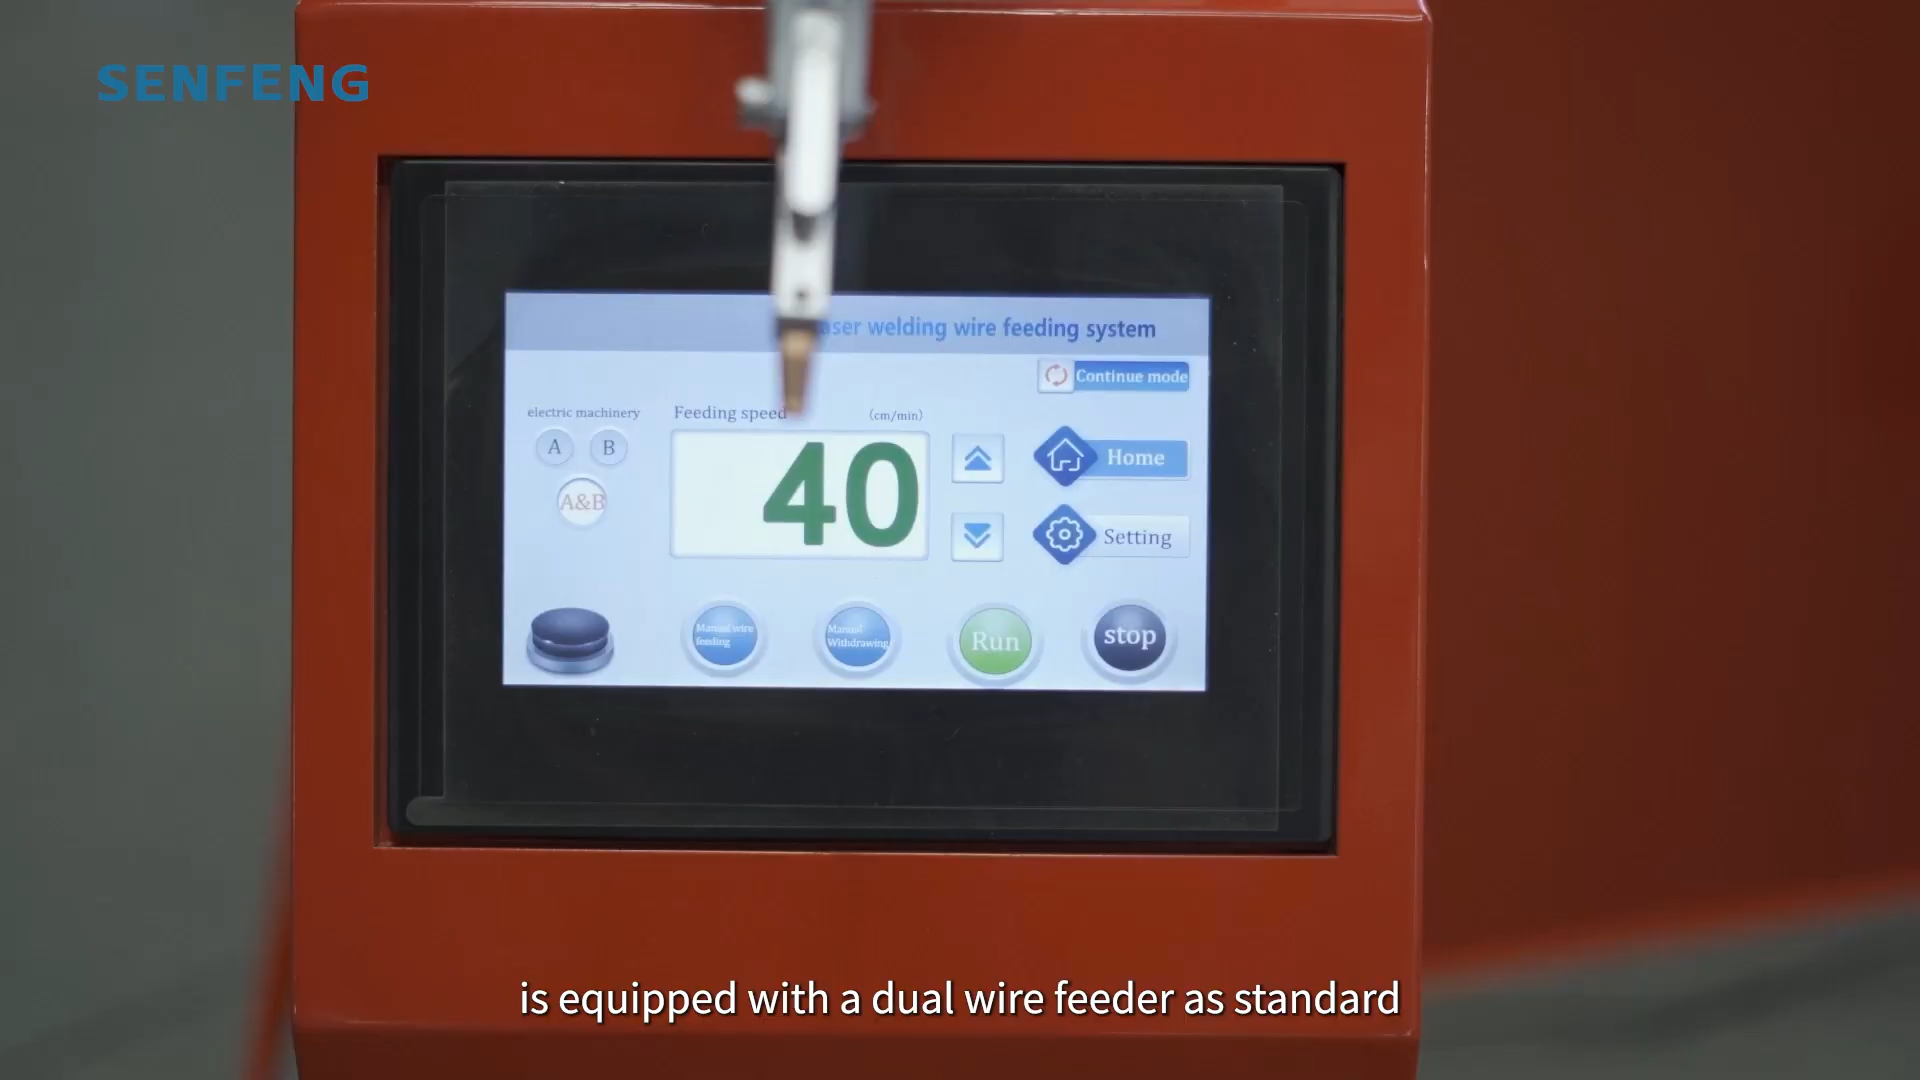 SENFENG
laser welding wire feeding system
Continue mode
electric machinery
Feeding speed
(cm/min)
A
B
40
Home
A&B
Setting
Manual wire
feeding
Manual
Withdrawing
Run
stop
is equipped with a dual wire feeder as standard